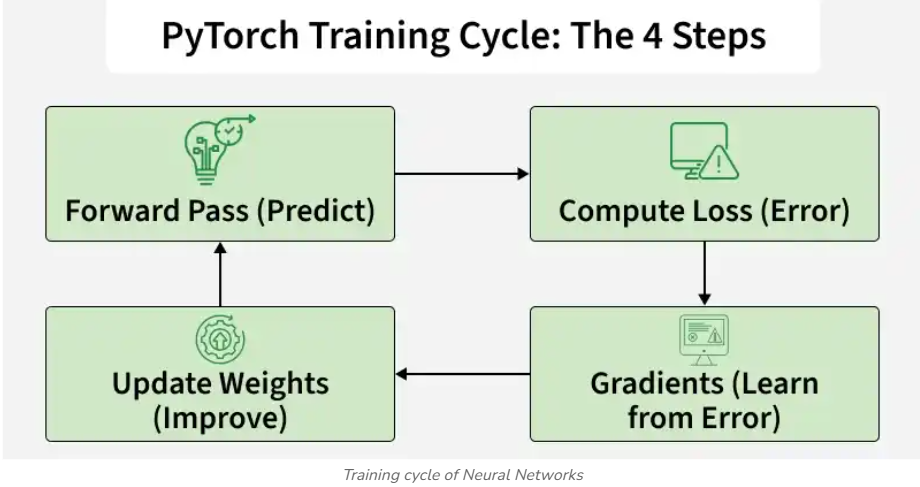 PyTorch Training Cycle: The 4 Steps
Forward Pass (Predict)
Compute Loss (Error)
Update Weights
(Improve)
Gradients (Learn
from Error)
Training cycle of Neural Networks